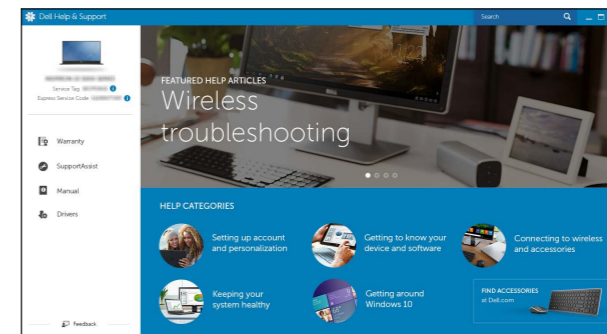 Dell Help & Support
Search
Service Tag
Express Service Code
Warranty
SupportAssist
Manual
Drivers
Feedback
FEATURED HELP ARTICLES
Wireless
troubleshooting
HELP CATEGORIES
Setting up account
and personalization
Getting to know your
device and software
Connecting to wireless
and accessories
Keeping your
system healthy
Getting around
Windows 10
FIND ACCESSORIES
at Dell.com